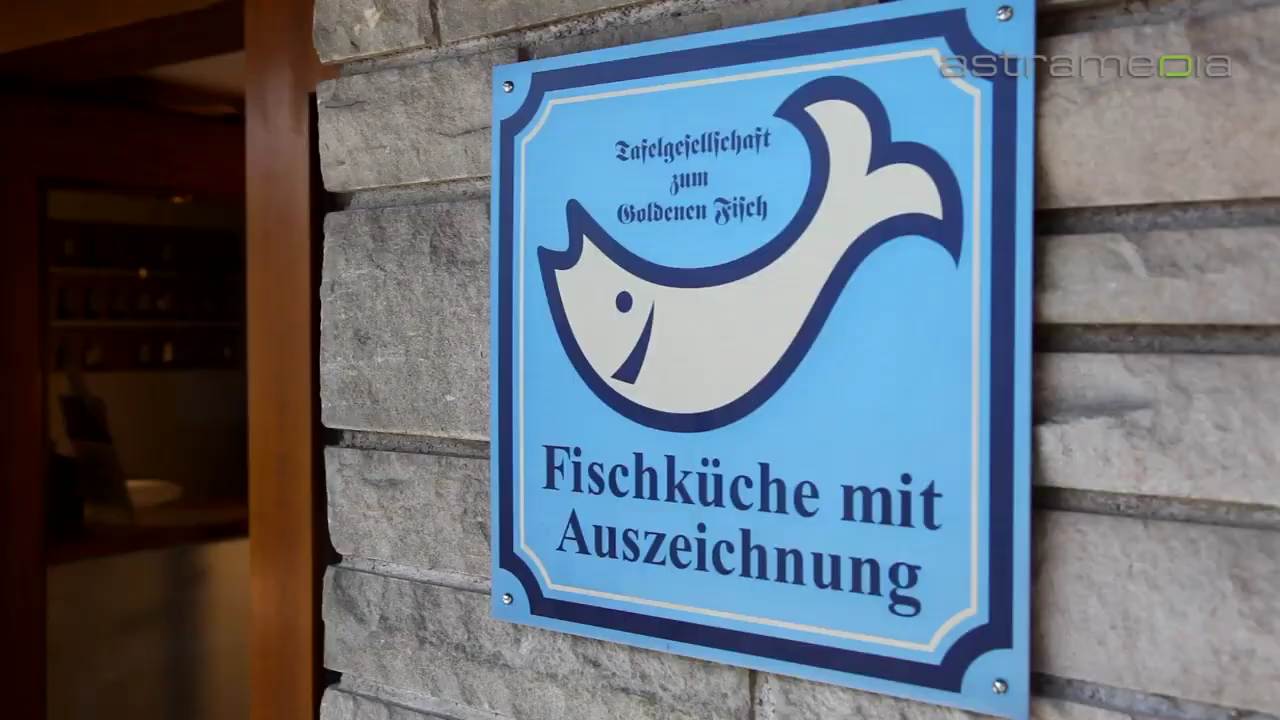 astramedia
Tafelgesellschaft
zum
Goldenen Fisch
Fischküche mit
Auszeichnung